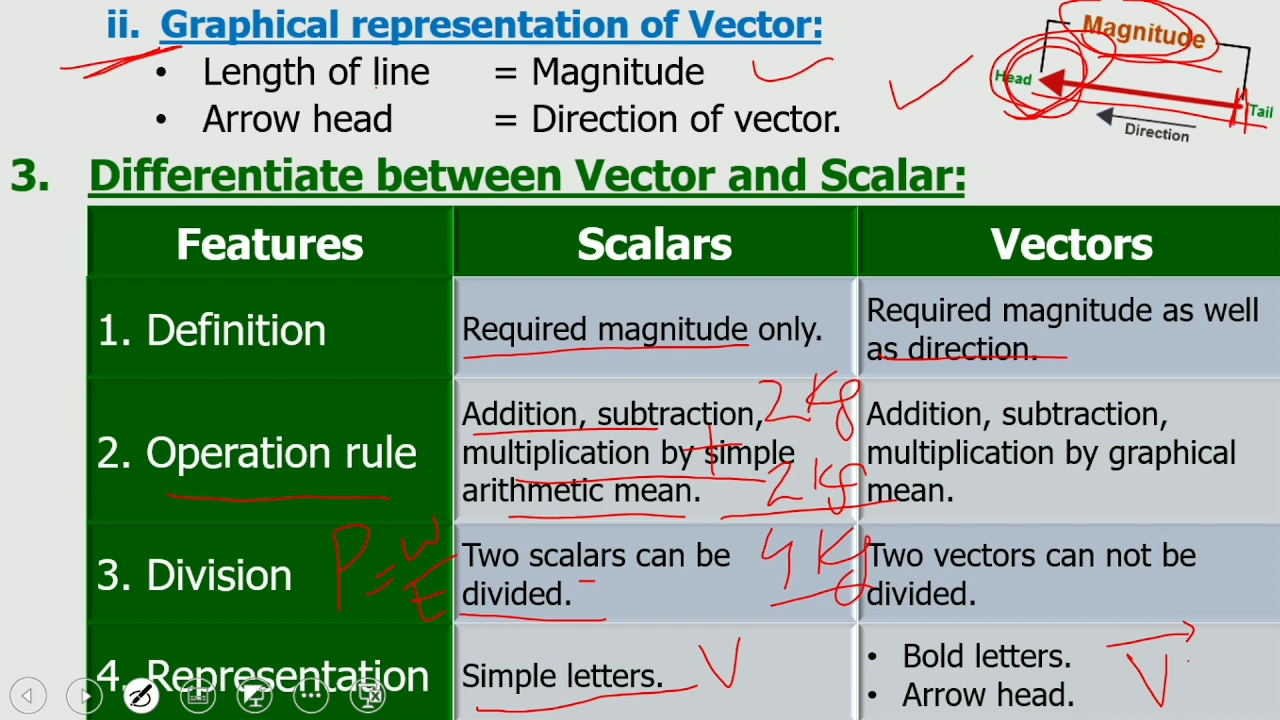 ii. Graphical representation of Vector:
• Length of line = Magnitude
• Arrow head = Direction of vector.
Magnitude
Head
Tail
Direction
3. Differentiate between Vector and Scalar:
Features Scalars Vectors
1. Definition
Required magnitude only.
Required magnitude as well
as direction.
2. Operation rule
Addition, subtraction,
multiplication by simple
arithmetic mean.
2 kg
+
2 kg
4 kg
Addition, subtraction,
multiplication by graphical
mean.
3. Division
P = W
t
Two scalars can be
divided.
Two vectors can not be
divided.
4. Representation
Simple letters.
V
• Bold letters.
• Arrow head.
V